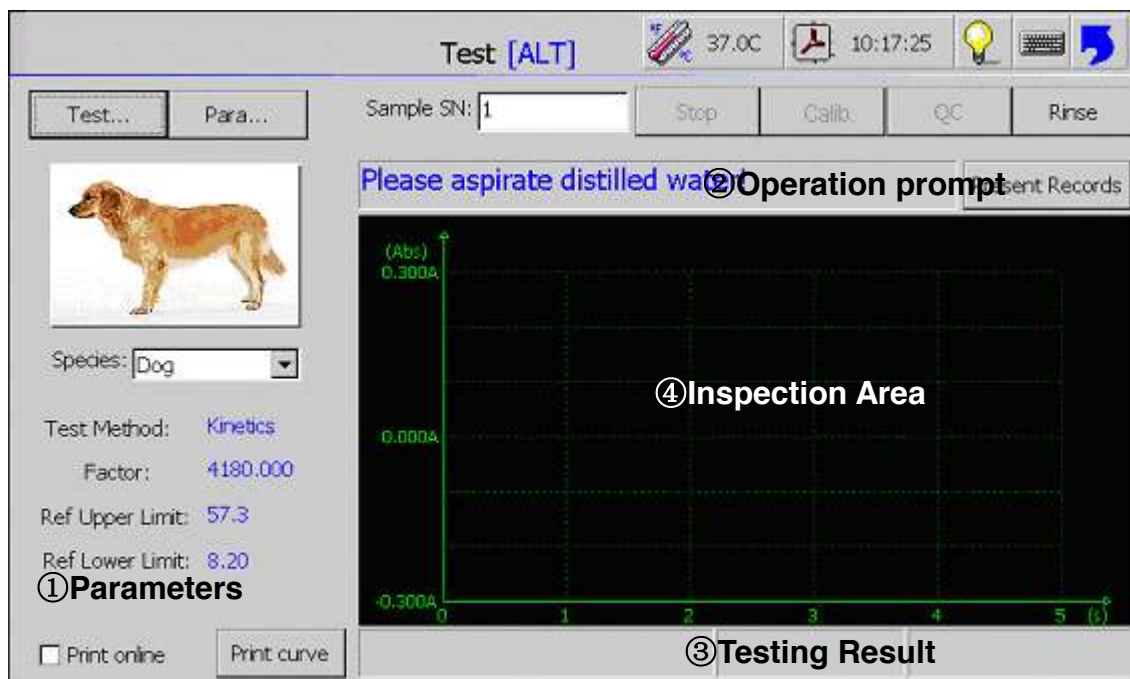 Test [ALT]
37.0C
10:17:25
Test...
Para...
Sample SN: 1
Stop
Calib.
QC
Rinse
Please aspirate distilled water!
②Operation prompt
Present Records
(Abs)
0.300A
0.000A
-0.300A
0 1 2 3 4 5 (s)
④Inspection Area
Species: Dog
Test Method: Kinetics
Factor: 4180.000
Ref Upper Limit: 57.3
Ref Lower Limit: 8.20
①Parameters
Print online
Print curve
③Testing Result